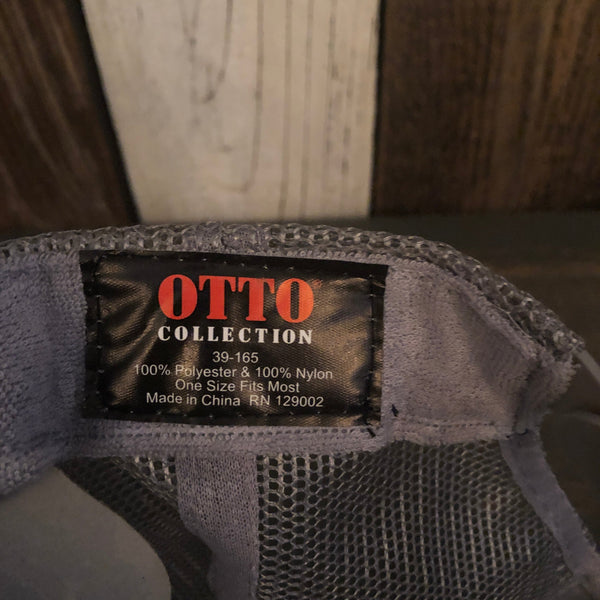 OTTO
COLLECTION
39-165
100% Polyester & 100% Nylon
One Size Fits Most
Made in China RN 129002